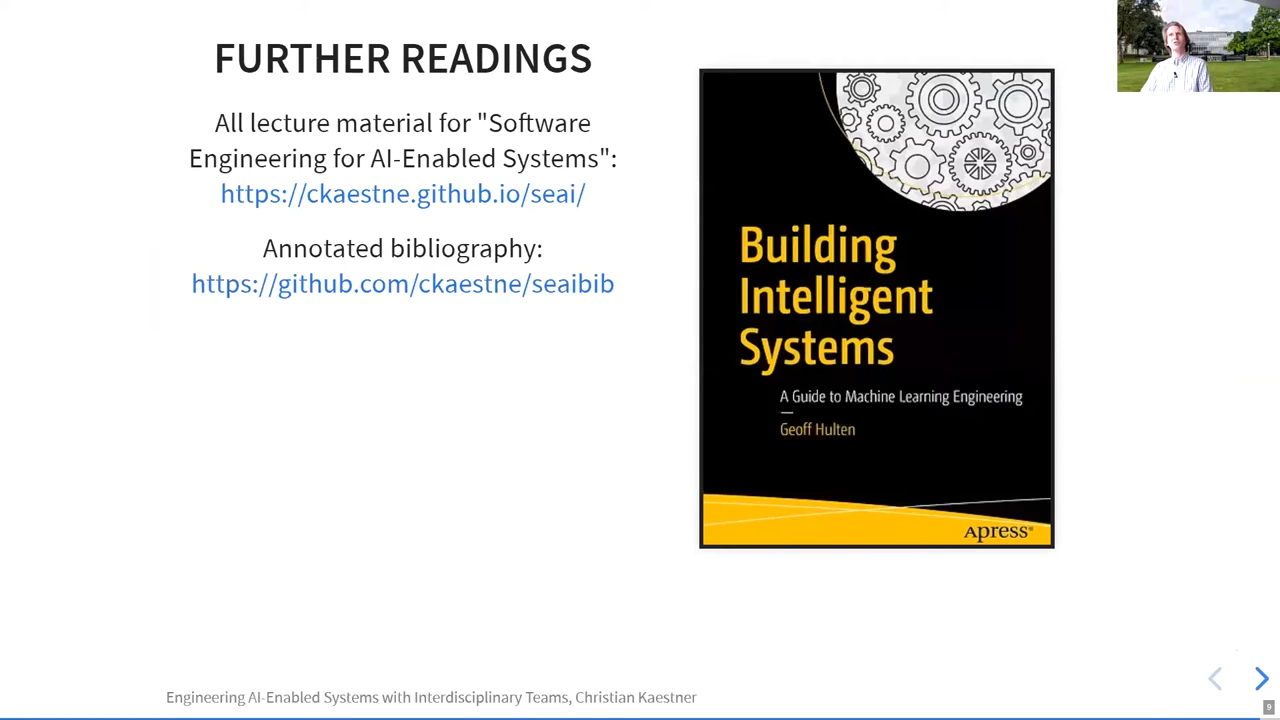 FURTHER READINGS
All lecture material for "Software
Engineering for AI-Enabled Systems":
https://ckaestne.github.io/seai/
Annotated bibliography:
https://github.com/ckaestne/seaibib
Building
Intelligent
Systems
A Guide to Machine Learning Engineering
Geoff Hulten
Apress®
Engineering AI-Enabled Systems with Interdisciplinary Teams, Christian Kaestner
9